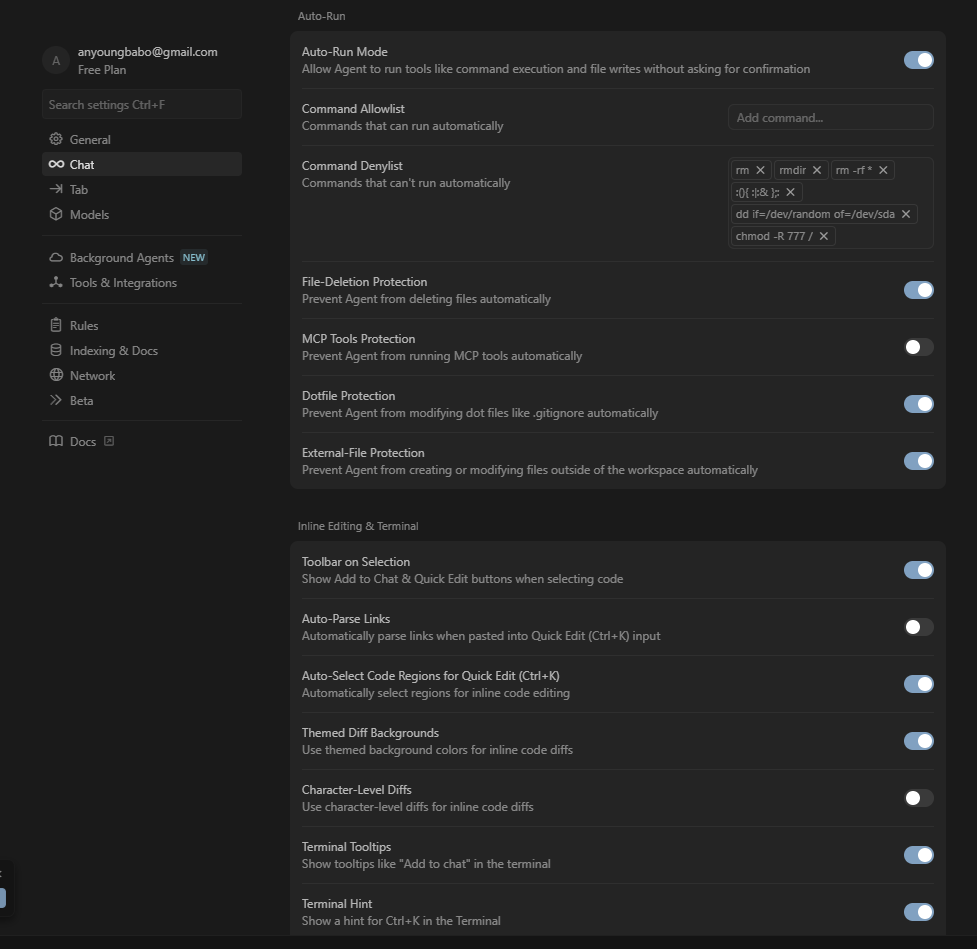 A
anyoungbabo@gmail.com
Free Plan
Search settings Ctrl+F
General
Chat
Tab
Models
Background Agents NEW
Tools & Integrations
Rules
Indexing & Docs
Network
Beta
Docs
Auto-Run
Auto-Run Mode
Allow Agent to run tools like command execution and file writes without asking for confirmation
Command Allowlist
Commands that can run automatically
Add command...
Command Denylist
Commands that can't run automatically
rm rmdir rm -rf *
:(){ :|:& };:
dd if=/dev/random of=/dev/sda
chmod -R 777 /
File-Deletion Protection
Prevent Agent from deleting files automatically
MCP Tools Protection
Prevent Agent from running MCP tools automatically
Dotfile Protection
Prevent Agent from modifying dot files like .gitignore automatically
External-File Protection
Prevent Agent from creating or modifying files outside of the workspace automatically
Inline Editing & Terminal
Toolbar on Selection
Show Add to Chat & Quick Edit buttons when selecting code
Auto-Parse Links
Automatically parse links when pasted into Quick Edit (Ctrl+K) input
Auto-Select Code Regions for Quick Edit (Ctrl+K)
Automatically select regions for inline code editing
Themed Diff Backgrounds
Use themed background colors for inline code diffs
Character-Level Diffs
Use character-level diffs for inline code diffs
Terminal Tooltips
Show tooltips like "Add to chat" in the terminal
Terminal Hint
Show a hint for Ctrl+K in the Terminal